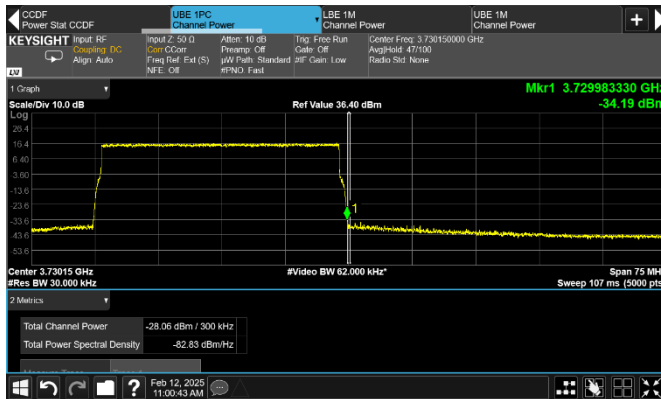 CCDF
Power Stat CCDF
UBE 1PC
Channel Power
LBE 1M
Channel Power
UBE 1M
Channel Power
+
KEYSIGHT
Input: RF
Coupling: DC
Align: Auto
Input Z: 50 Ω
Corr CCorr
Freq Ref: Ext (S)
NFE: Off
Atten: 10 dB
Preamp: Off
µW Path: Standard
#PNO: Fast
Trig: Free Run
Gate: Off
#IF Gain: Low
Center Freq: 3.730150000 GHz
Avg|Hold: 47/100
Radio Std: None
1 Graph
Scale/Div 10.0 dB
Ref Value 36.40 dBm
Mkr1 3.729983330 GHz
-34.19 dBm
Log
26.4
16.4
6.40
-3.60
-13.6
-23.6
-33.6
-43.6
-53.6
1
Center 3.73015 GHz
#Video BW 62.000 kHz*
Span 75 MH
#Res BW 30.000 kHz
Sweep 107 ms (5000 pts
2 Metrics
Total Channel Power
-28.06 dBm / 300 kHz
Total Power Spectral Density
-82.83 dBm/Hz
?
Feb 12, 2025
11:00:43 AM